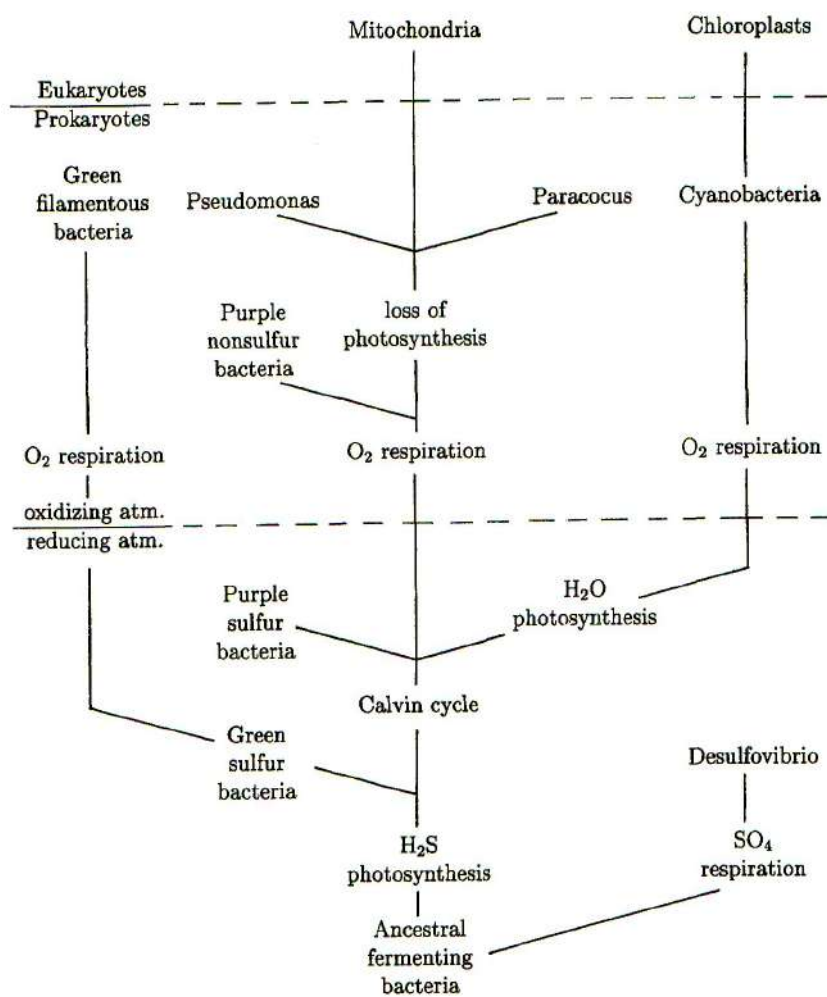 Mitochondria
Chloroplasts
Eukaryotes
Prokaryotes
Green
filamentous
bacteria
Pseudomonas
Paracocus
Cyanobacteria
Purple
nonsulfur
bacteria
loss of
photosynthesis
O₂ respiration
O₂ respiration
O₂ respiration
oxidizing atm.
reducing atm.
Purple
sulfur
bacteria
H₂O
photosynthesis
Calvin cycle
Green
sulfur
bacteria
Desulfovibrio
H₂S
photosynthesis
SO₄
respiration
Ancestral
fermenting
bacteria